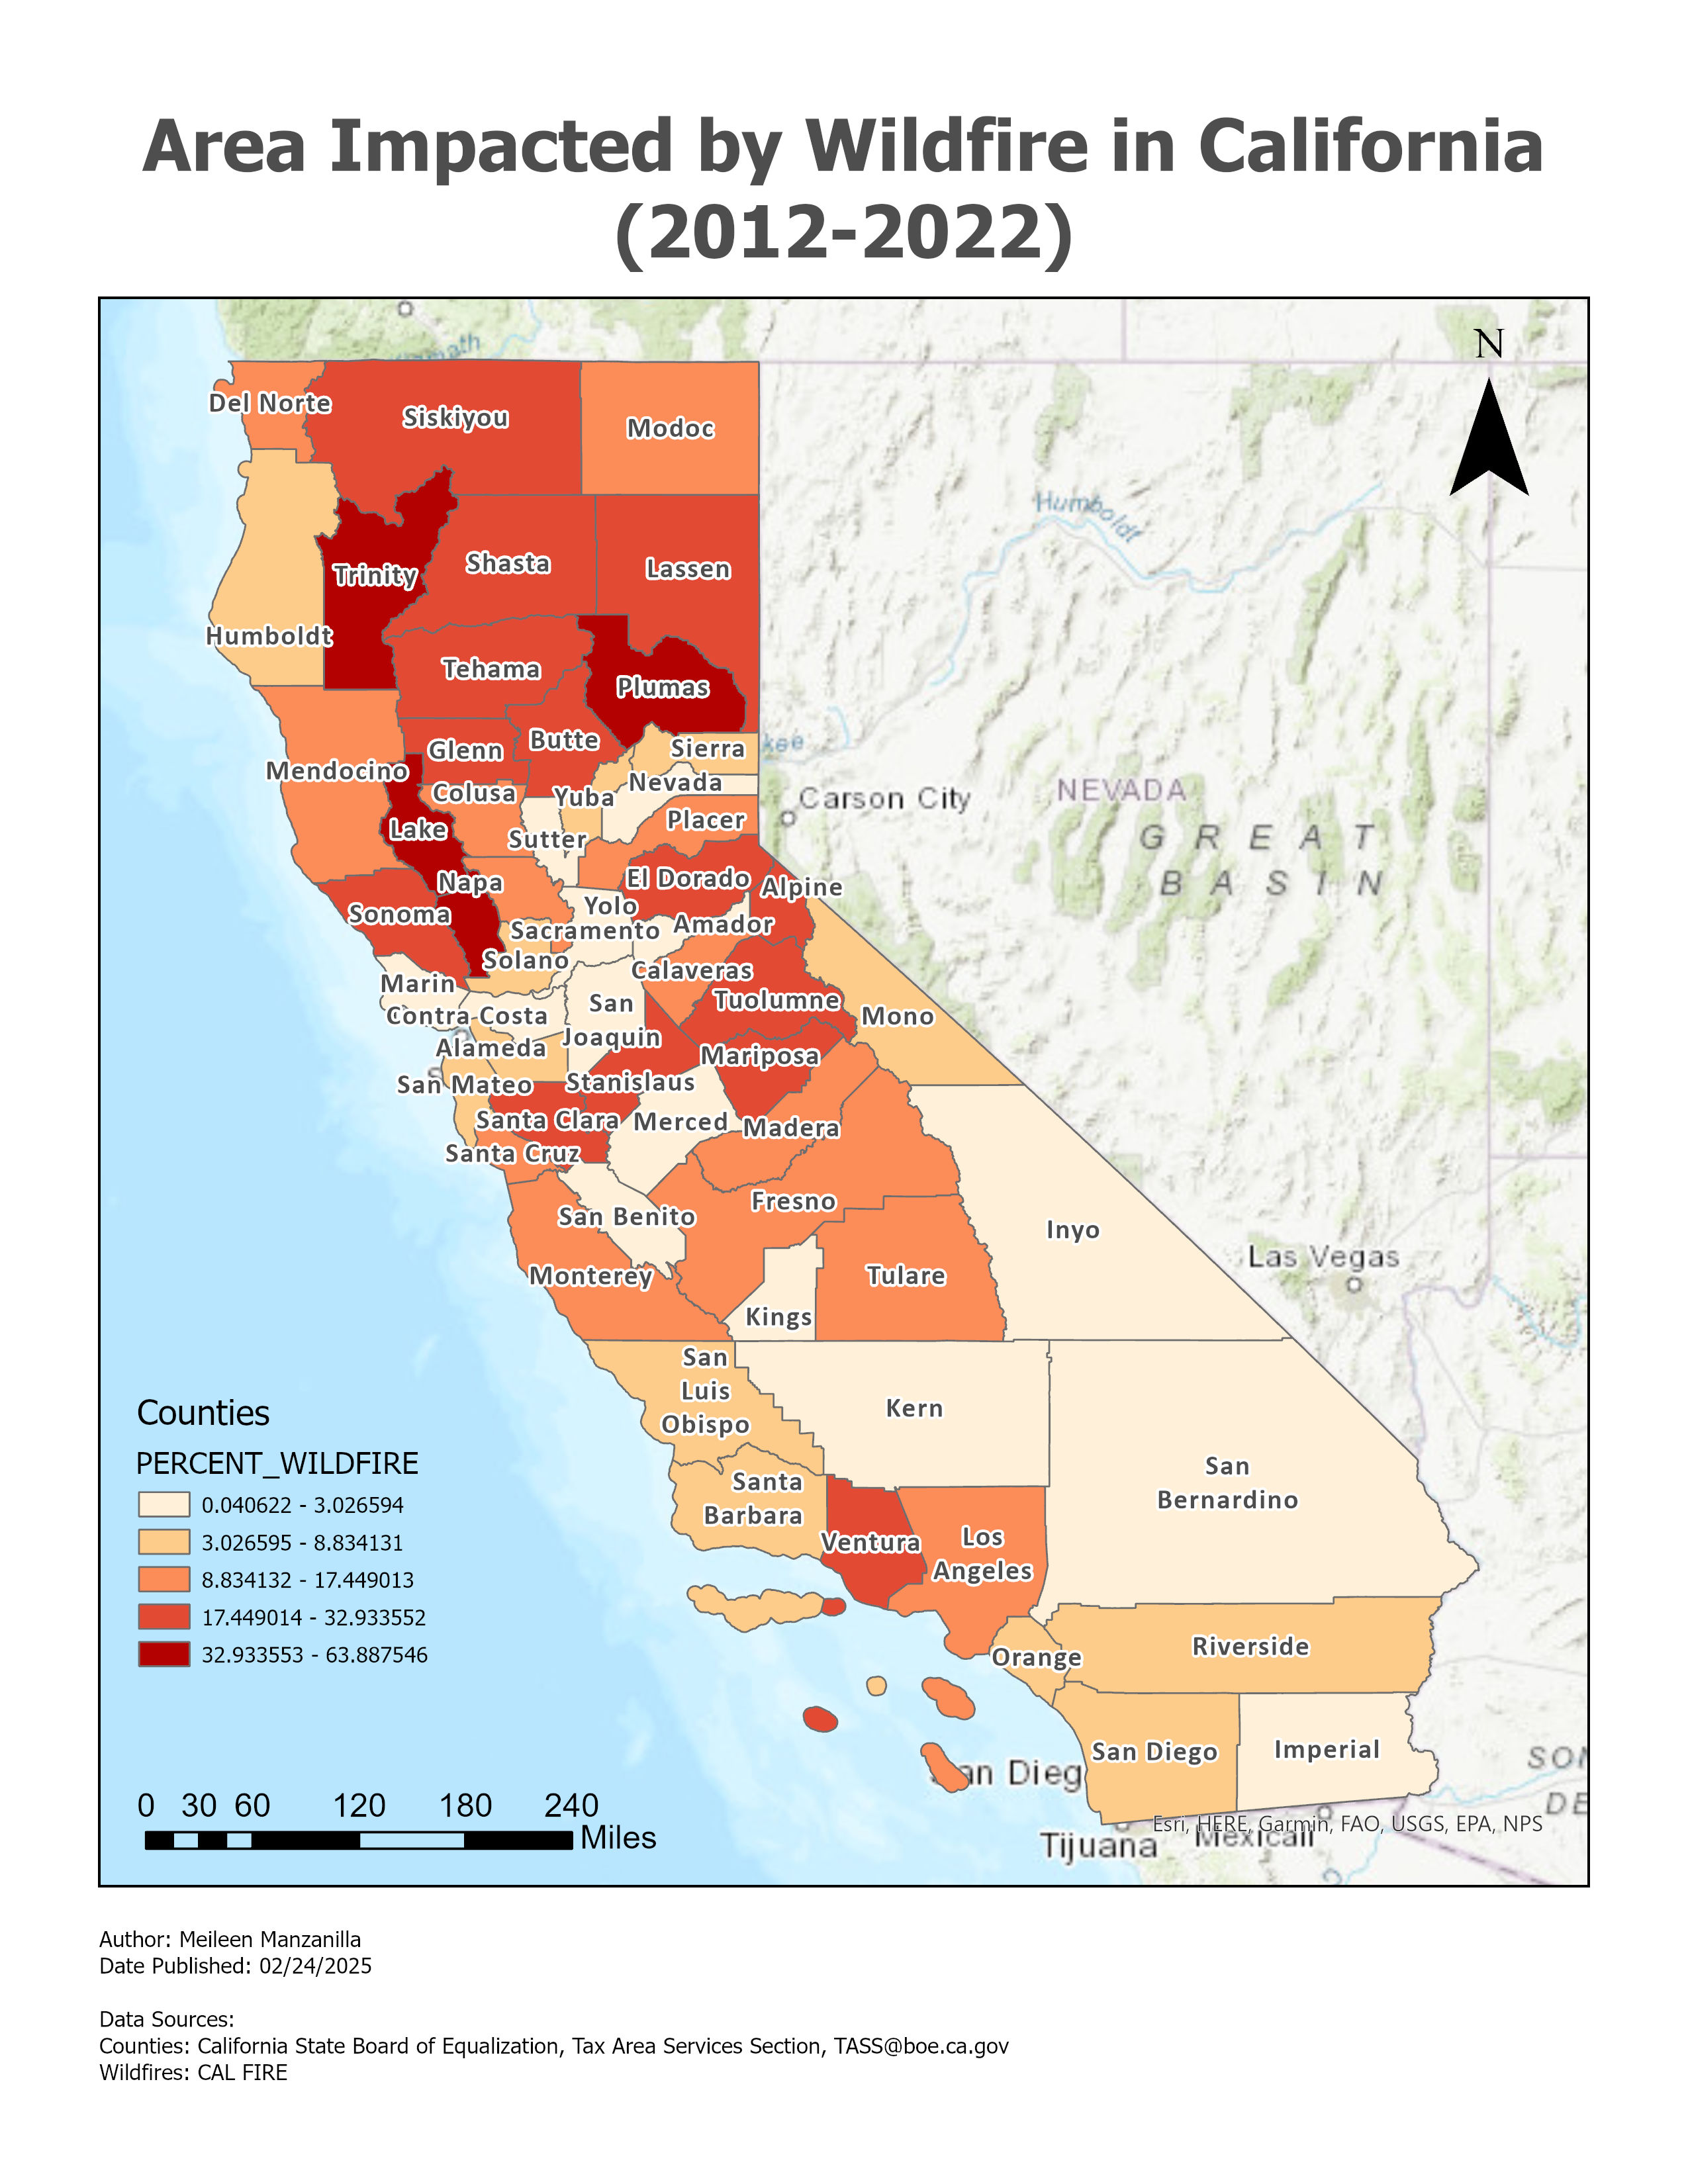 Area Impacted by Wildfire in California
(2012-2022)
N
Del Norte
Siskiyou
Modoc
Humboldt
Trinity
Shasta
Lassen
Humboldt
Tehama
Plumas
Glenn
Butte
Sierra
Mendocino
Nevada
Colusa
Yuba
Carson City
NEVADA
Placer
Lake
Sutter
GREAT
BASIN
Napa
El Dorado
Alpine
Sonoma
Yolo
Amador
Sacramento
Solano
Marin
Calaveras
San
Joaquin
Tuolumne
Contra Costa
Mono
Alameda
Mariposa
San Mateo
Stanislaus
Santa Clara
Merced
Madera
Santa Cruz
Fresno
San Benito
Inyo
Las Vegas
Monterey
Tulare
Kings
San
Luis
Obispo
Kern
Counties
PERCENT_WILDFIRE
0.040622 - 3.026594
3.026595 - 8.834131
8.834132 - 17.449013
17.449014 - 32.933552
32.933553 - 63.887546
Santa
Barbara
San
Bernardino
Ventura
Los
Angeles
Orange
Riverside
San Diego
Imperial
an Dieg
SON
DE
0 30 60 120 180 240
Miles
Esri, HERE, Garmin, FAO, USGS, EPA, NPS
Tijuana
Mexicali
Author: Meileen Manzanilla
Date Published: 02/24/2025
Data Sources:
Counties: California State Board of Equalization, Tax Area Services Section, TASS@boe.ca.gov
Wildfires: CAL FIRE